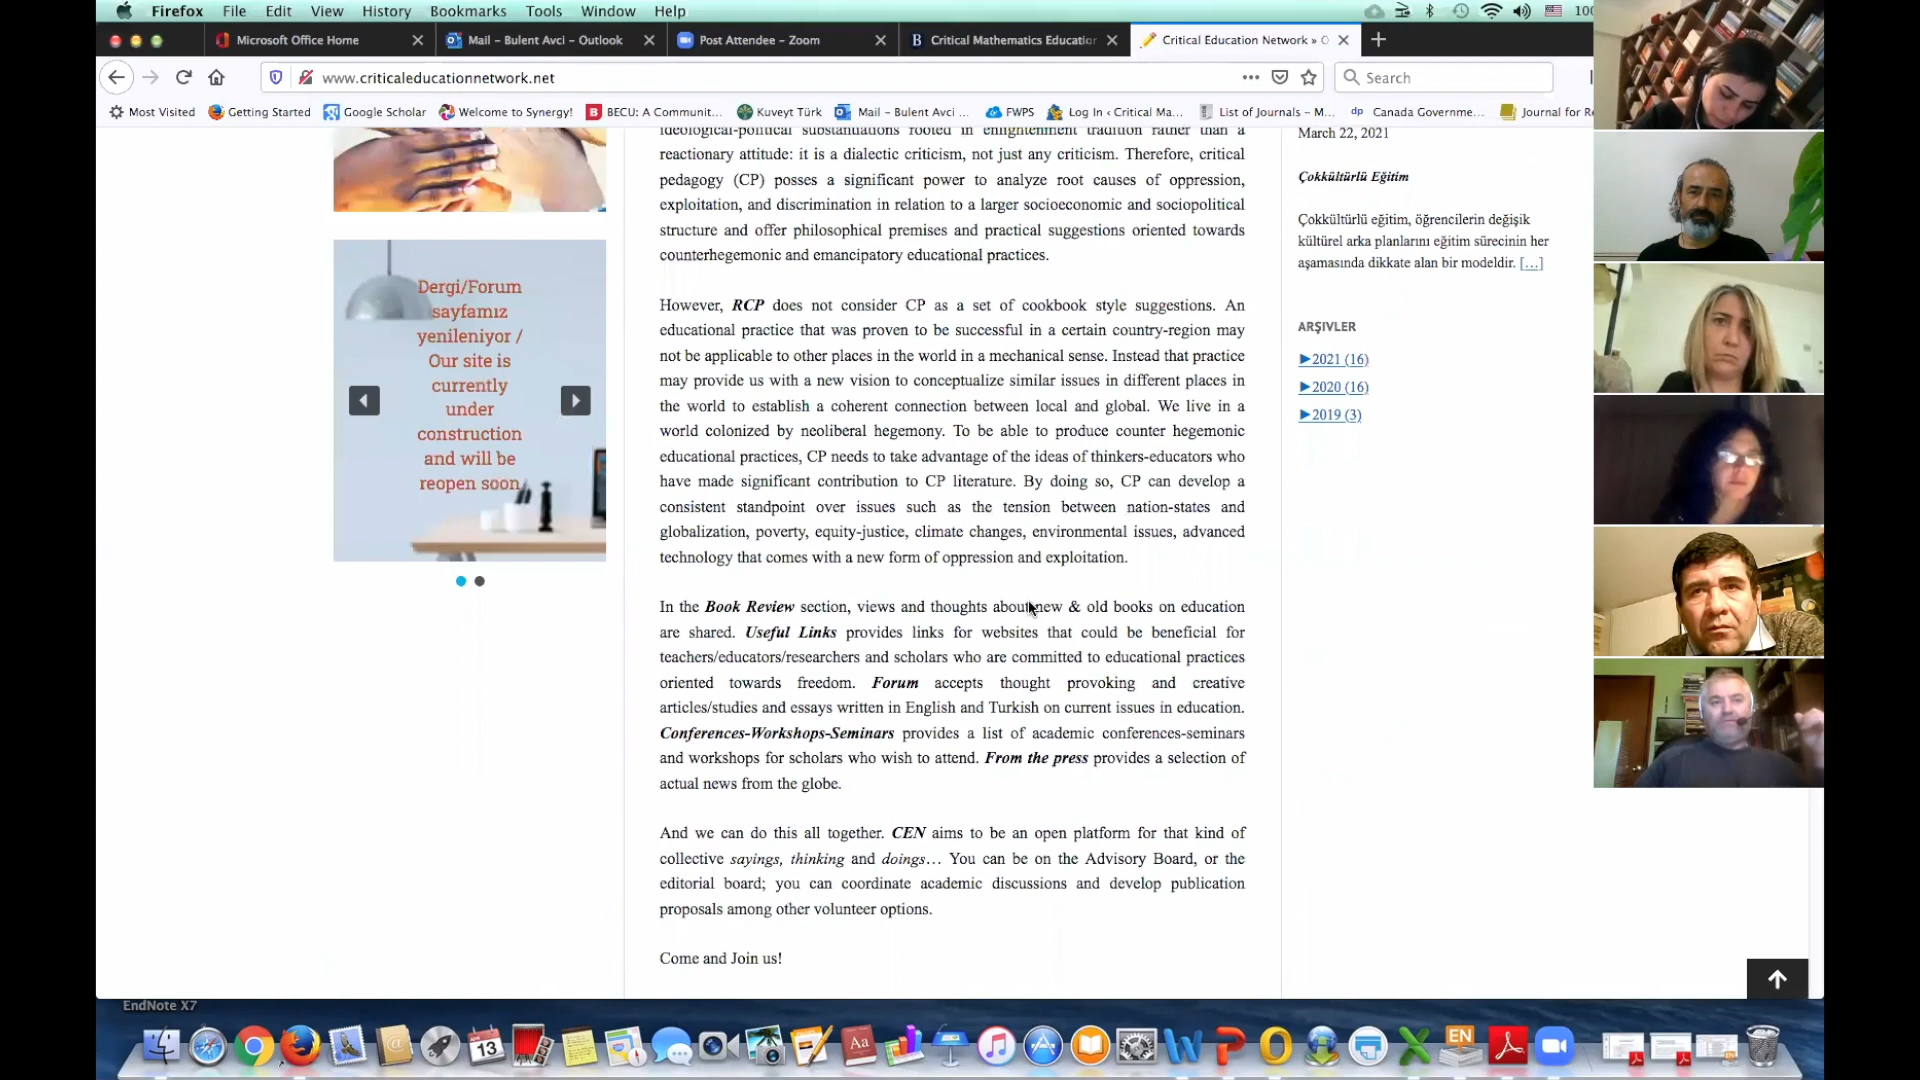 Firefox File Edit View History Bookmarks Tools Window Help
Microsoft Office Home
Mail – Bulent Avci – Outlook
Post Attendee – Zoom
Critical Mathematics Educatio
Critical Education Network » O
www.criticaleducationnetwork.net
Search
Most Visited
Getting Started
Google Scholar
Welcome to Synergy!
BECU: A Communit...
Kuveyt Türk
Mail – Bulent Avci ...
FWPS
Log In ‹ Critical Ma...
List of Journals – M...
dp Canada Governme...
Journal for Re
Dergi/Forum
sayfamız
yenileniyor /
Our site is
currently
under
construction
and will be
reopen soon
ideological-political substantiations rooted in enlightenment tradition rather than a
reactionary attitude: it is a dialectic criticism, not just any criticism. Therefore, critical
pedagogy (CP) posses a significant power to analyze root causes of oppression,
exploitation, and discrimination in relation to a larger socioeconomic and sociopolitical
structure and offer philosophical premises and practical suggestions oriented towards
counterhegemonic and emancipatory educational practices.
However, RCP does not consider CP as a set of cookbook style suggestions. An
educational practice that was proven to be successful in a certain country-region may
not be applicable to other places in the world in a mechanical sense. Instead that practice
may provide us with a new vision to conceptualize similar issues in different places in
the world to establish a coherent connection between local and global. We live in a
world colonized by neoliberal hegemony. To be able to produce counter hegemonic
educational practices, CP needs to take advantage of the ideas of thinkers-educators who
have made significant contribution to CP literature. By doing so, CP can develop a
consistent standpoint over issues such as the tension between nation-states and
globalization, poverty, equity-justice, climate changes, environmental issues, advanced
technology that comes with a new form of oppression and exploitation.
In the Book Review section, views and thoughts about new & old books on education
are shared. Useful Links provides links for websites that could be beneficial for
teachers/educators/researchers and scholars who are committed to educational practices
oriented towards freedom. Forum accepts thought provoking and creative
articles/studies and essays written in English and Turkish on current issues in education.
Conferences-Workshops-Seminars provides a list of academic conferences-seminars
and workshops for scholars who wish to attend. From the press provides a selection of
actual news from the globe.
And we can do this all together. CEN aims to be an open platform for that kind of
collective sayings, thinking and doings… You can be on the Advisory Board, or the
editorial board; you can coordinate academic discussions and develop publication
proposals among other volunteer options.
Come and Join us!
March 22, 2021
Çokkültürlü Eğitim
Çokkültürlü eğitim, öğrencilerin değişik
kültürel arka planlarını eğitim sürecinin her
aşamasında dikkate alan bir modeldir. […]
ARŞIVLER
►2021 (16)
►2020 (16)
►2019 (3)
EndNote X7
13
Aa
EN